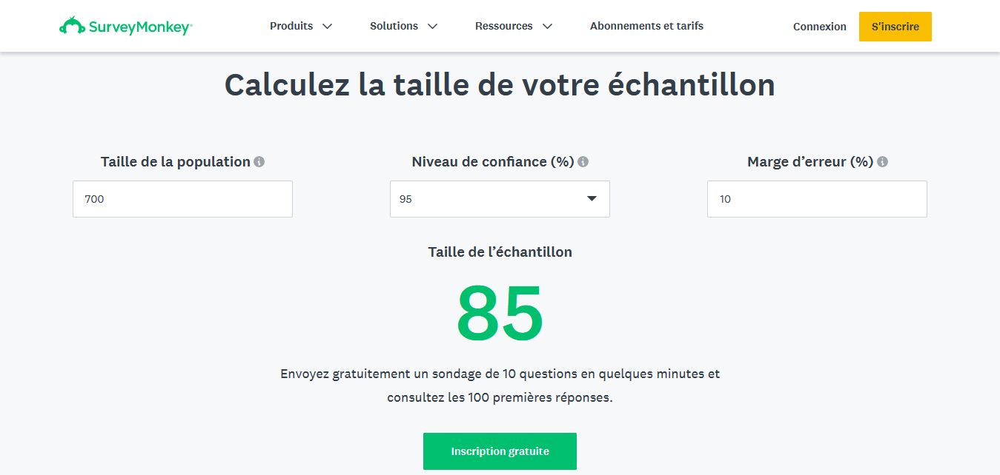 SurveyMonkey®
Produits
Solutions
Ressources
Abonnements et tarifs
Connexion
S'inscrire
Calculez la taille de votre échantillon
Taille de la population i
Niveau de confiance (%) i
Marge d’erreur (%) i
700
95
10
Taille de l’échantillon
85
Envoyez gratuitement un sondage de 10 questions en quelques minutes et
consultez les 100 premières réponses.
Inscription gratuite